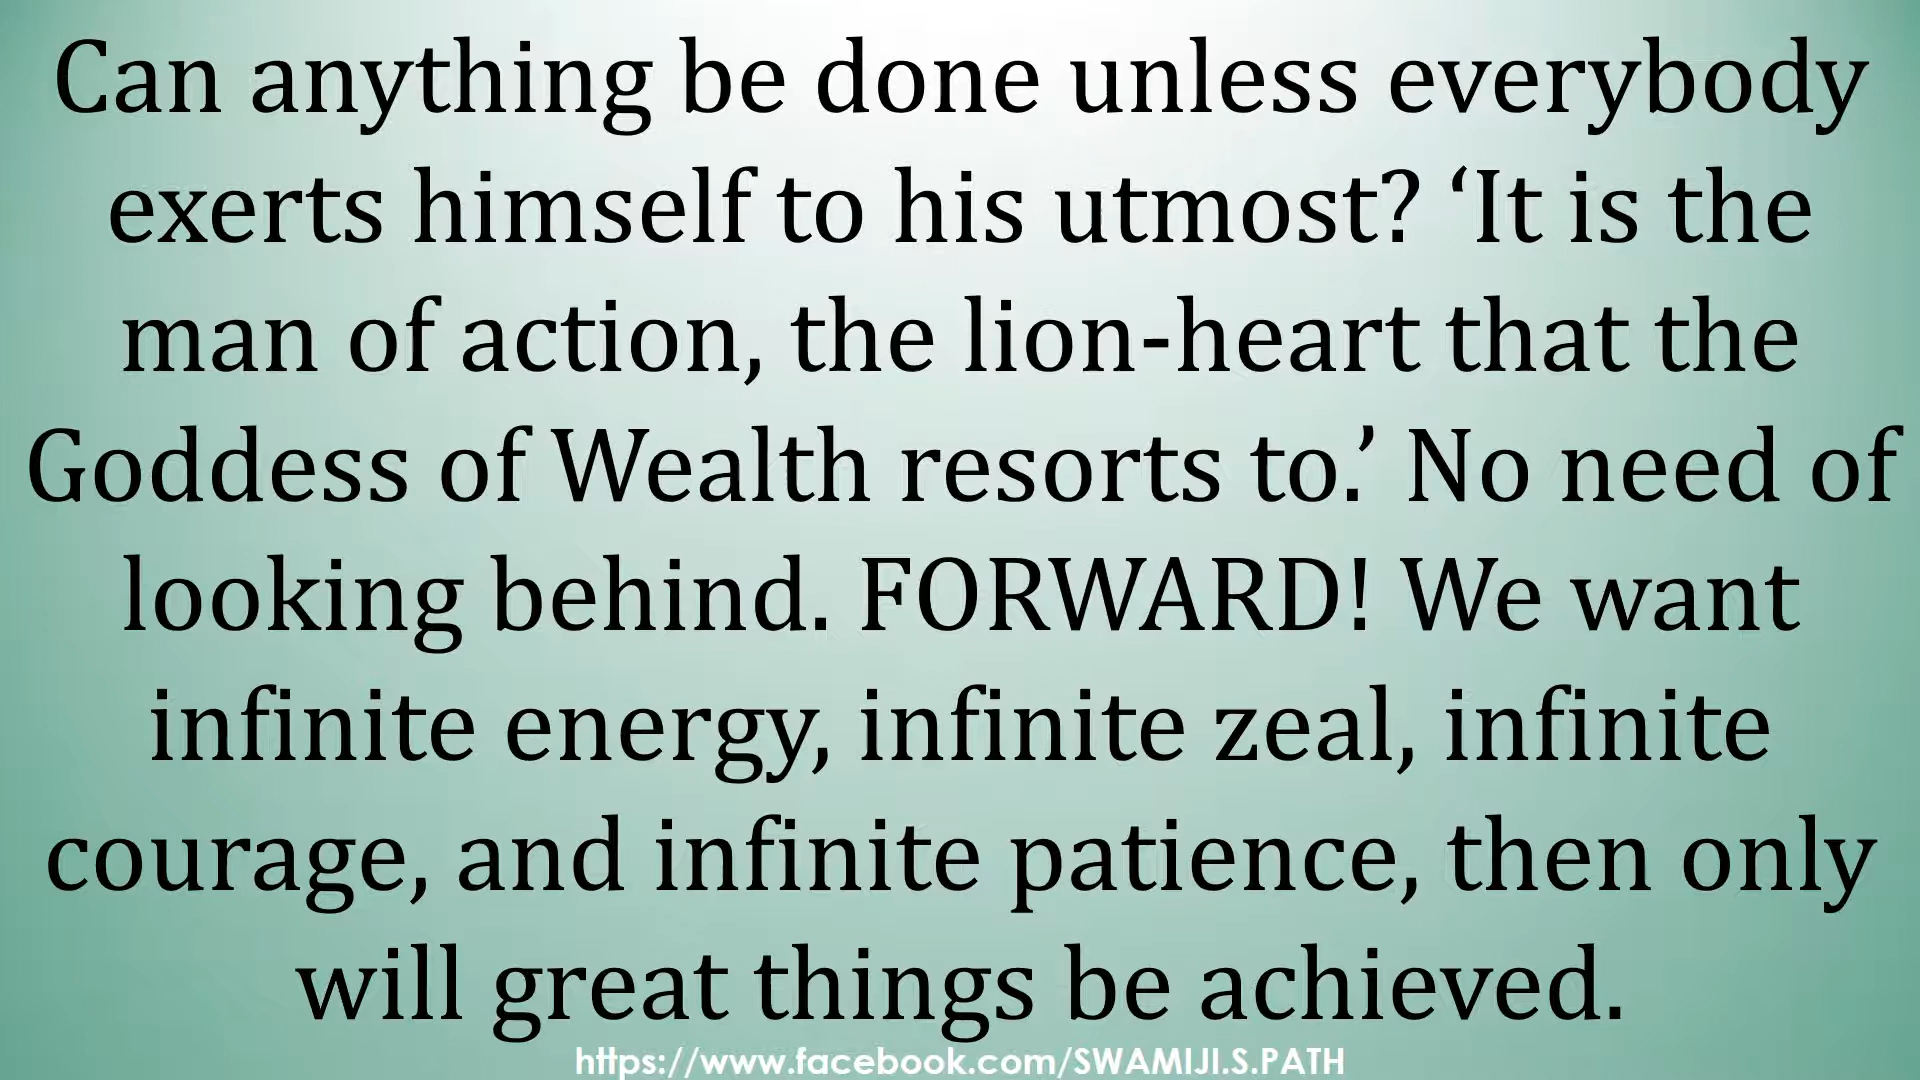 Can anything be done unless everybody
exerts himself to his utmost? ‘It is the
man of action, the lion-heart that the
Goddess of Wealth resorts to.’ No need of
looking behind. FORWARD! We want
infinite energy, infinite zeal, infinite
courage, and infinite patience, then only
will great things be achieved.
https://www.facebook.com/SWAMIJI.S.PATH